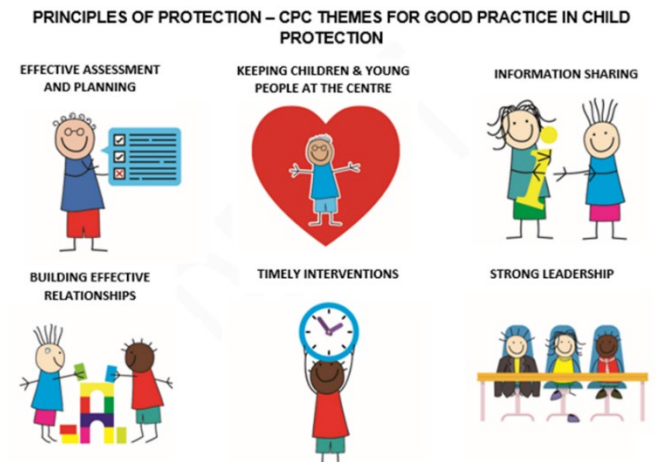 PRINCIPLES OF PROTECTION – CPC THEMES FOR GOOD PRACTICE IN CHILD
PROTECTION
EFFECTIVE ASSESSMENT
AND PLANNING
KEEPING CHILDREN & YOUNG
PEOPLE AT THE CENTRE
INFORMATION SHARING
i
BUILDING EFFECTIVE
RELATIONSHIPS
TIMELY INTERVENTIONS
STRONG LEADERSHIP